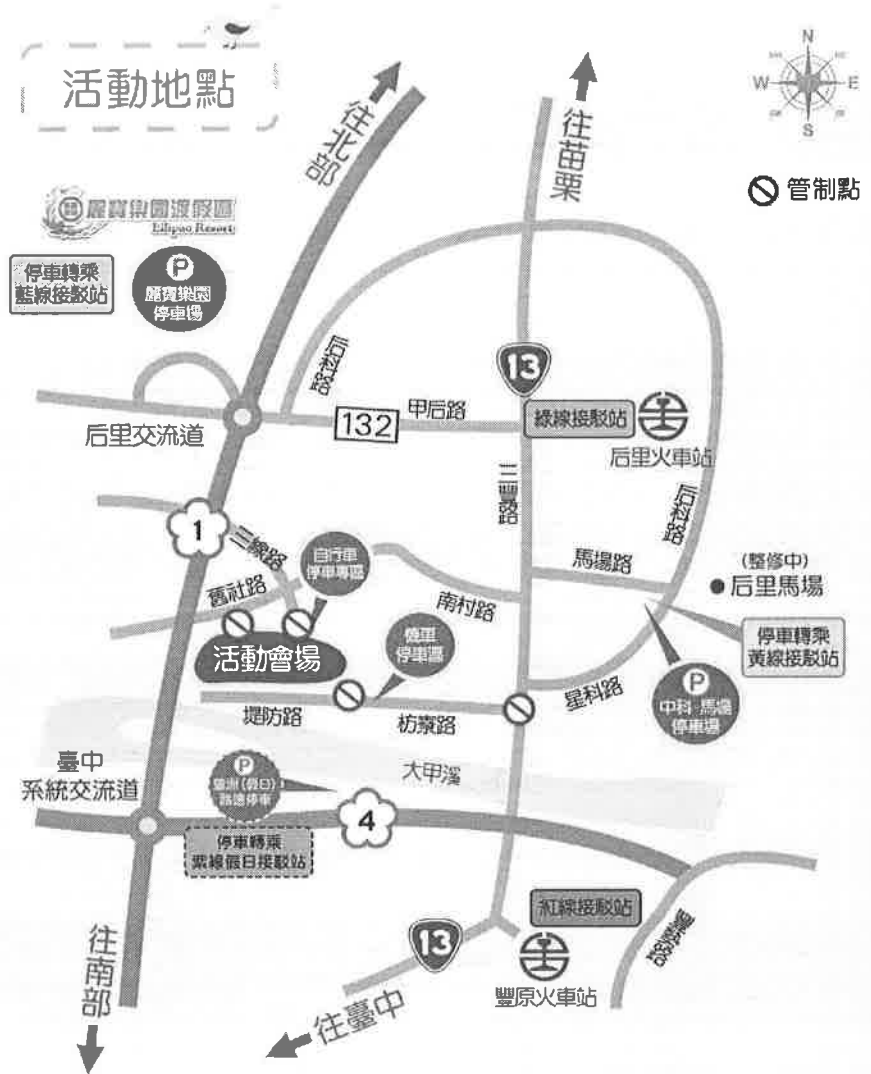 活動地點
N
W
E
S
管制點
往北部
往苗栗
麗寶樂園渡假區
Lihpao Resort
停車轉乘
藍線接駁站
P
麗寶樂園
停車場
后科路
13
132
甲后路
綠線接駁站
后里火車站
后里交流道
三豐路
后科路
1
三線路
自行車
停車專區
舊社路
馬場路
(整修中)
后里馬場
南村路
機車
停車區
停車轉乘
黃線接駁站
活動會場
P
中科·馬場
停車場
星科路
堤防路
枋寮路
大甲溪
臺中
系統交流道
P
豐洲(假日)
路邊停車
4
停車轉乘
紫線假日接駁站
紅線接駁站
13
豐原火車站
往南部
往臺中